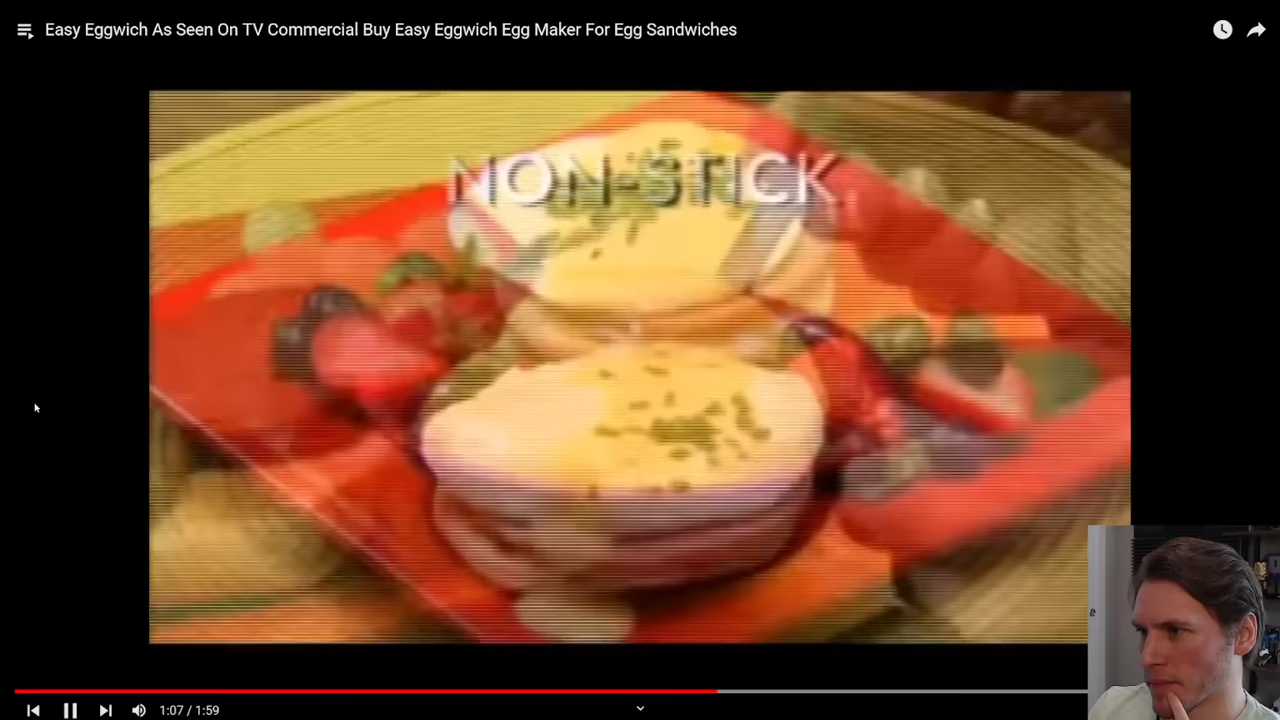 Easy Eggwich As Seen On TV Commercial Buy Easy Eggwich Egg Maker For Egg Sandwiches
NON-STICK
1:07 / 1:59